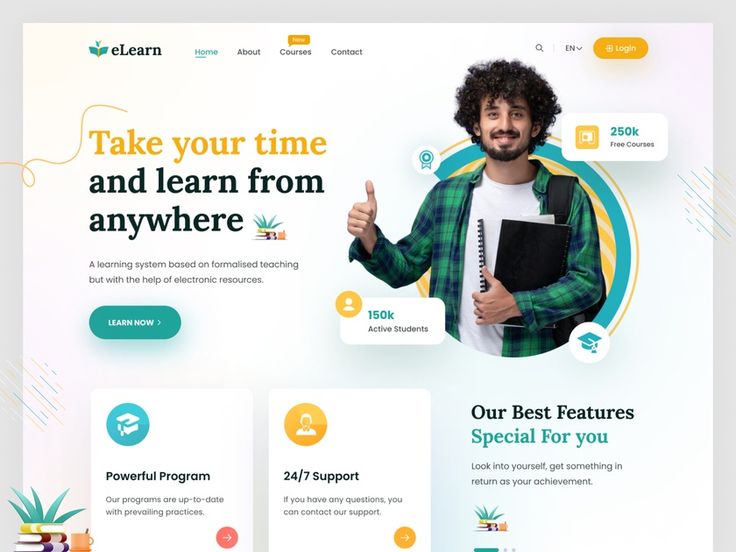 eLearn
Home
About
New
Courses
Contact
EN
Login
Take your time
and learn from
anywhere
A learning system based on formalised teaching
but with the help of electronic resources.
LEARN NOW
250k
Free Courses
150k
Active Students
Powerful Program
Our programs are up-to-date
with prevailing practices.
24/7 Support
If you have any questions, you
can contact our support.
Our Best Features
Special For you
Look into yourself, get something in
return as your achievement.